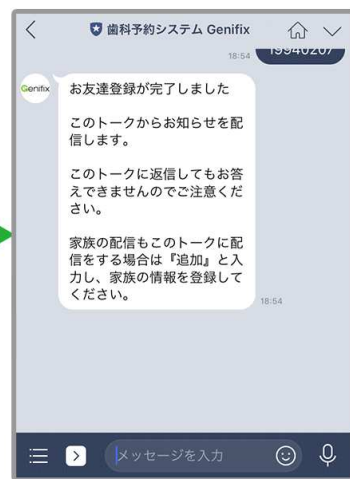 歯科予約システム Genifix
19940207
18:54
Genifix
お友達登録が完了しました
このトークからお知らせを配
信します。
このトークに返信してもお答
えできませんのでご注意くだ
さい。
家族の配信もこのトークに配
信をする場合は『追加』と入
力し、家族の情報を登録して
ください。
18:54
メッセージを入力